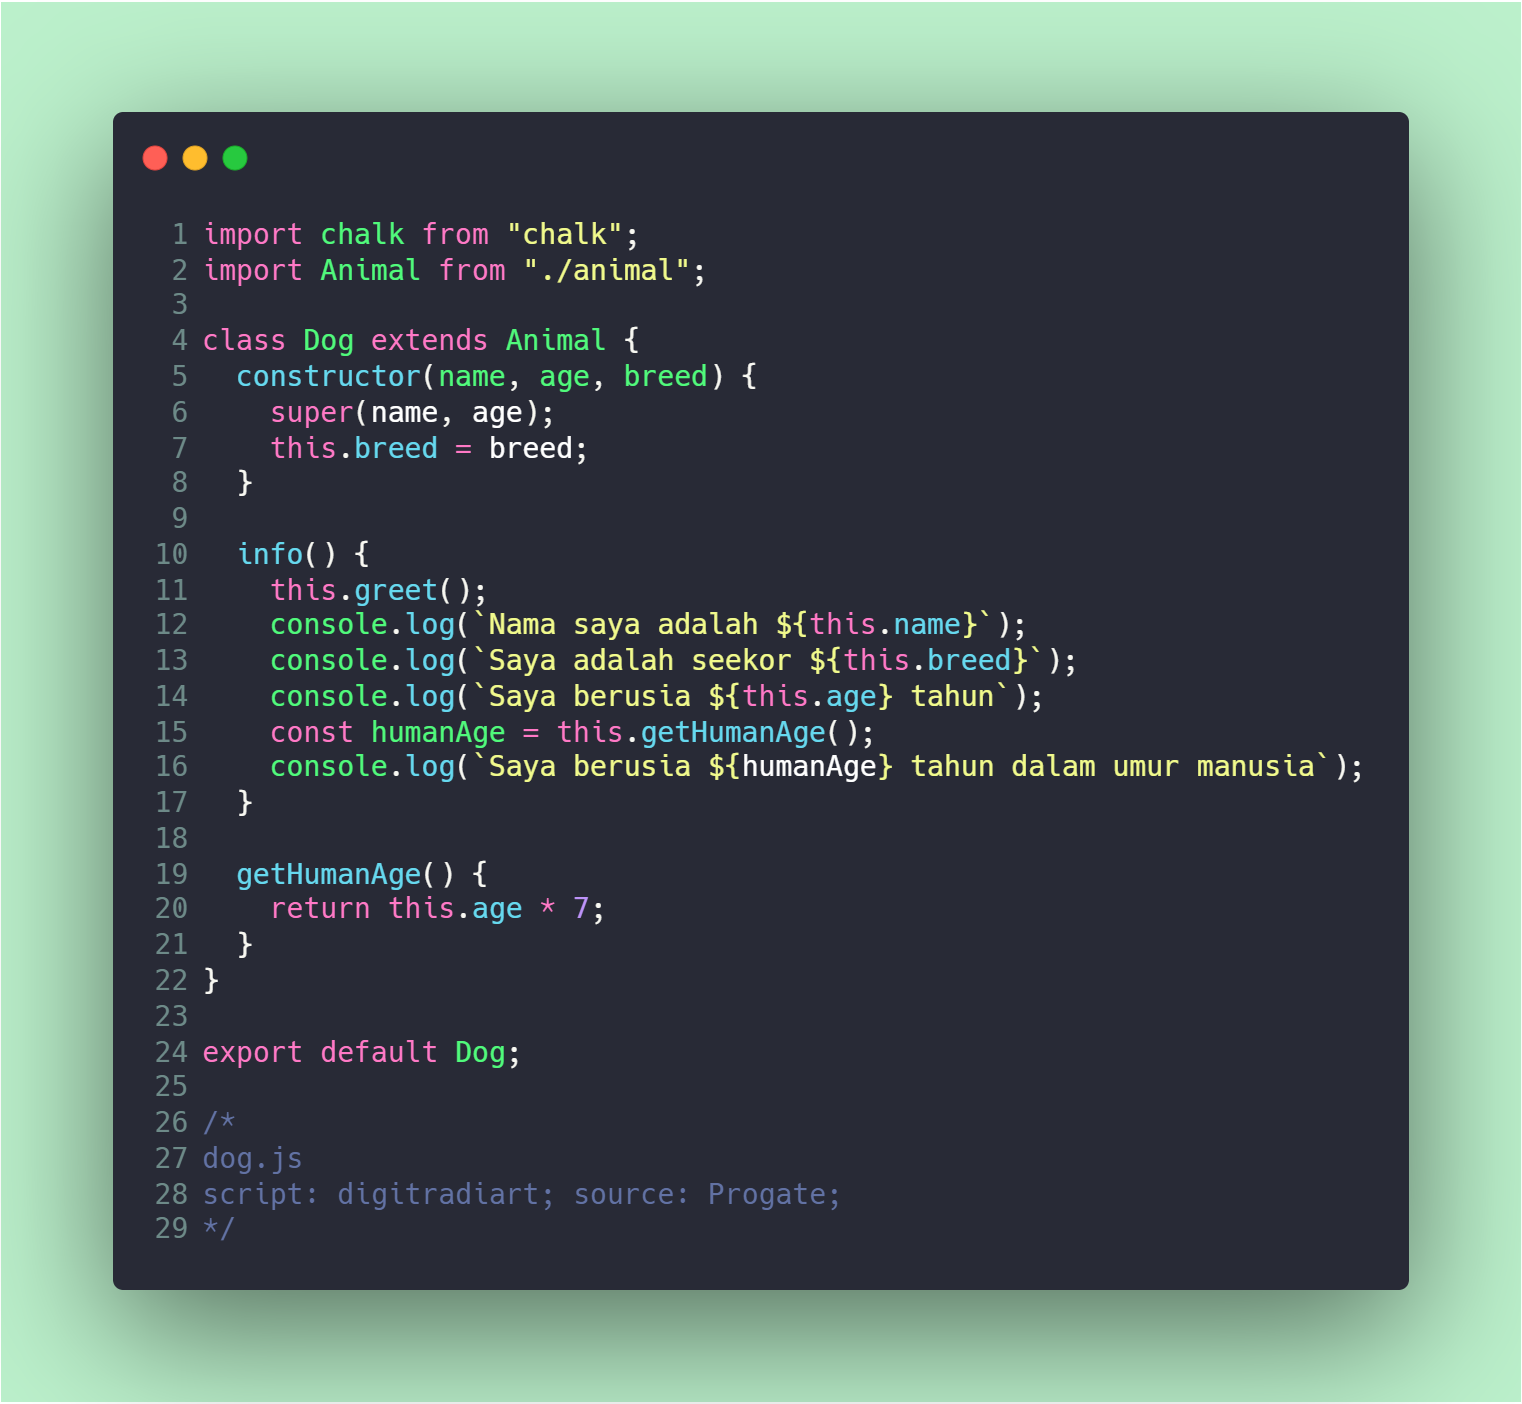 1 import chalk from "chalk";
2 import Animal from "./animal";
3
4 class Dog extends Animal {
5   constructor(name, age, breed) {
6     super(name, age);
7     this.breed = breed;
8   }
9
10   info() {
11     this.greet();
12     console.log(`Nama saya adalah ${this.name}`);
13     console.log(`Saya adalah seekor ${this.breed}`);
14     console.log(`Saya berusia ${this.age} tahun`);
15     const humanAge = this.getHumanAge();
16     console.log(`Saya berusia ${humanAge} tahun dalam umur manusia`);
17   }
18
19   getHumanAge() {
20     return this.age * 7;
21   }
22 }
23
24 export default Dog;
25
26 /*
27 dog.js
28 script: digitradiart; source: Progate;
29 */